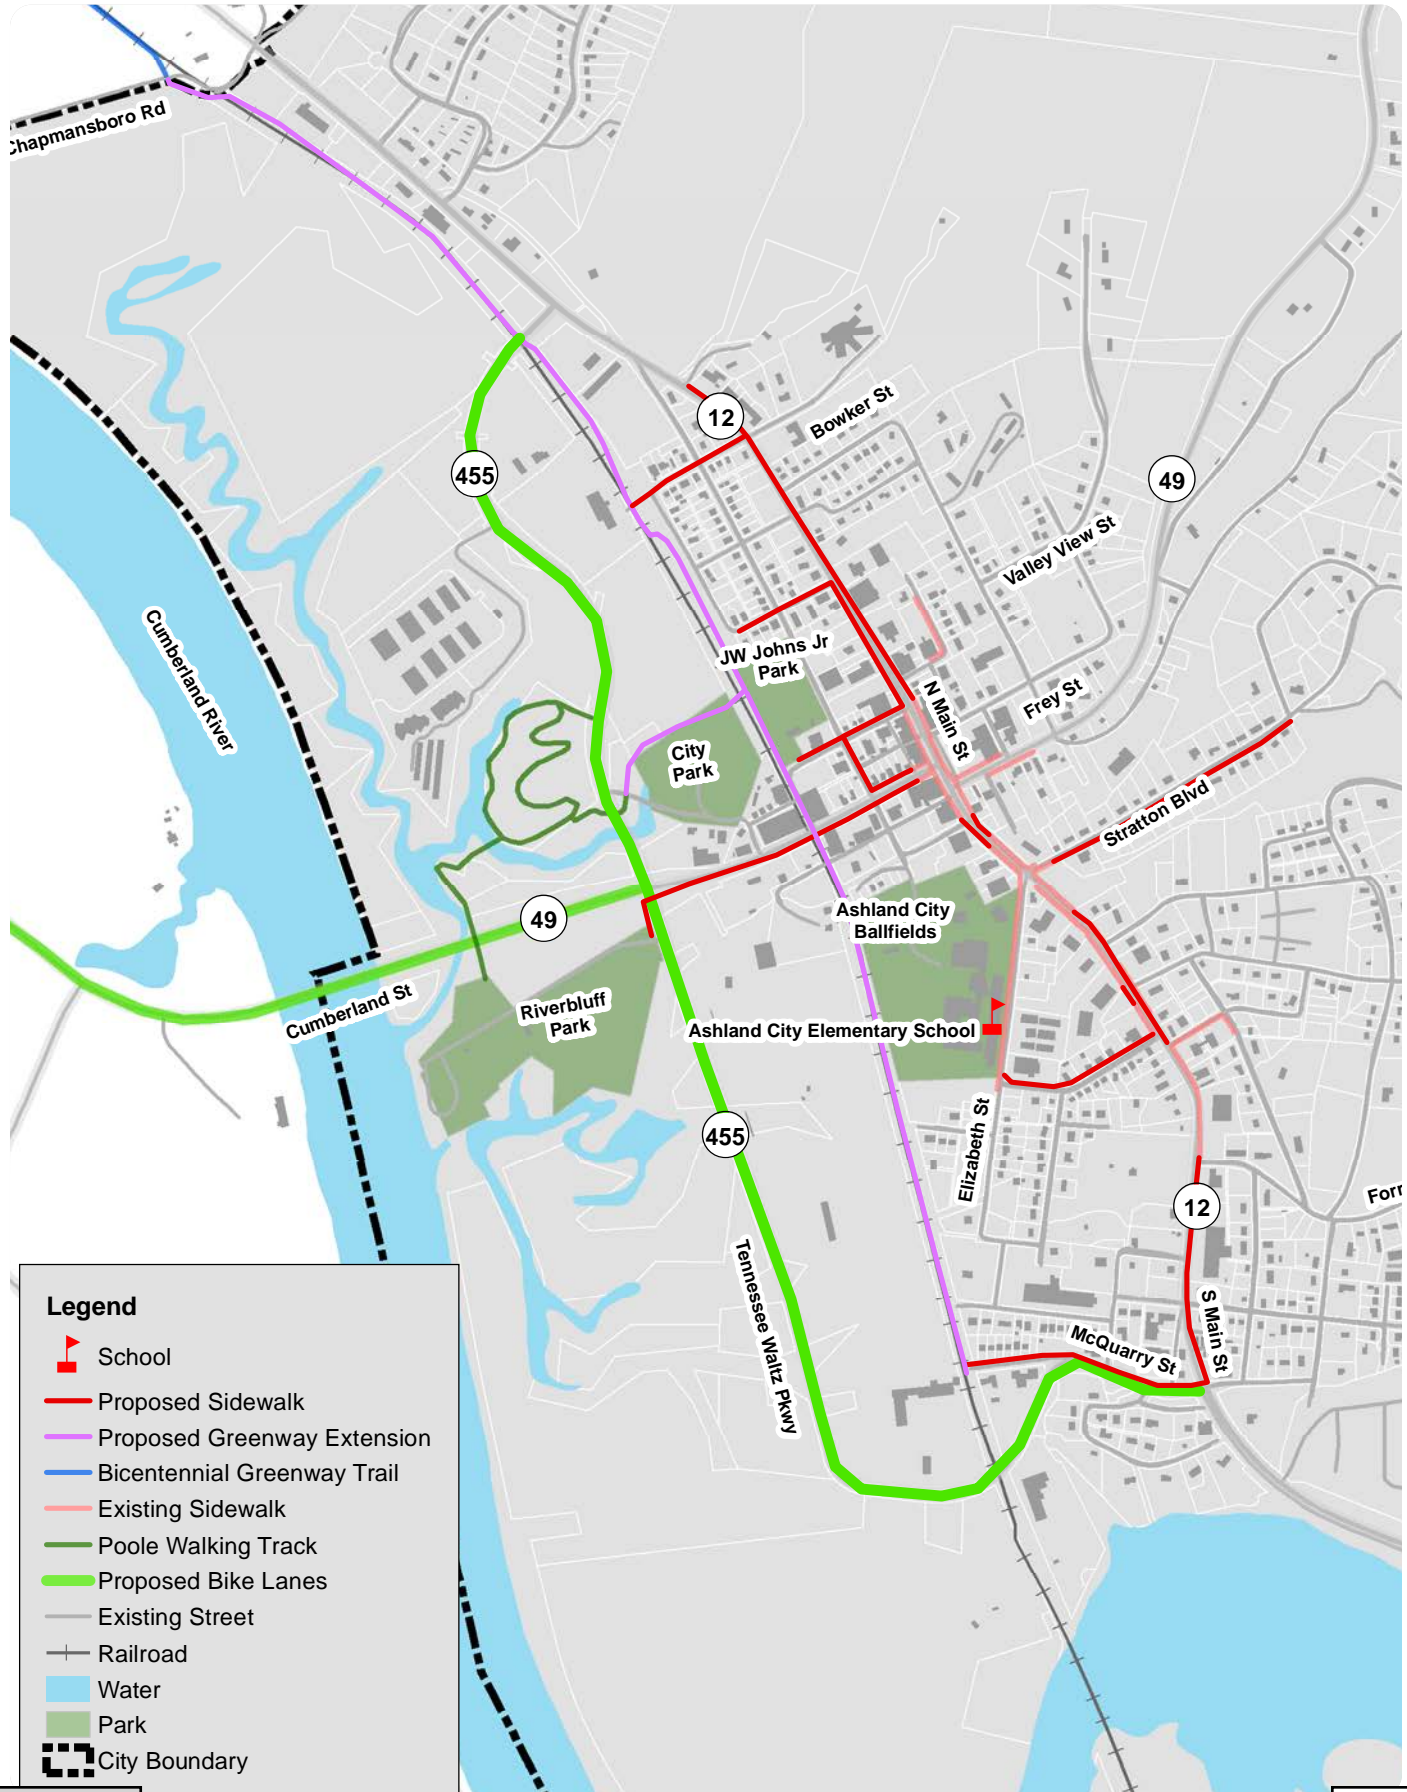 Chapmansboro Rd
12
Bowker St
455
49
Valley View St
Cumberland River
JW Johns Jr
Park
N Main St
Frey St
City
Park
Stratton Blvd
49
Ashland City
Ballfields
Cumberland St
Riverbluff
Park
Ashland City Elementary School
455
Elizabeth St
12
Forr
Tennessee Waltz Pkwy
S Main St
McQuarry St
Legend
School
Proposed Sidewalk
Proposed Greenway Extension
Bicentennial Greenway Trail
Existing Sidewalk
Poole Walking Track
Proposed Bike Lanes
Existing Street
Railroad
Water
Park
City Boundary